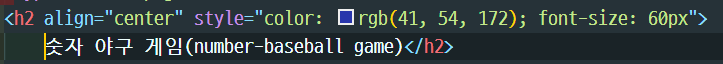 <h2 align="center" style="color: rgb(41, 54, 172); font-size: 60px">
숫자 야구 게임(number-baseball game)</h2>